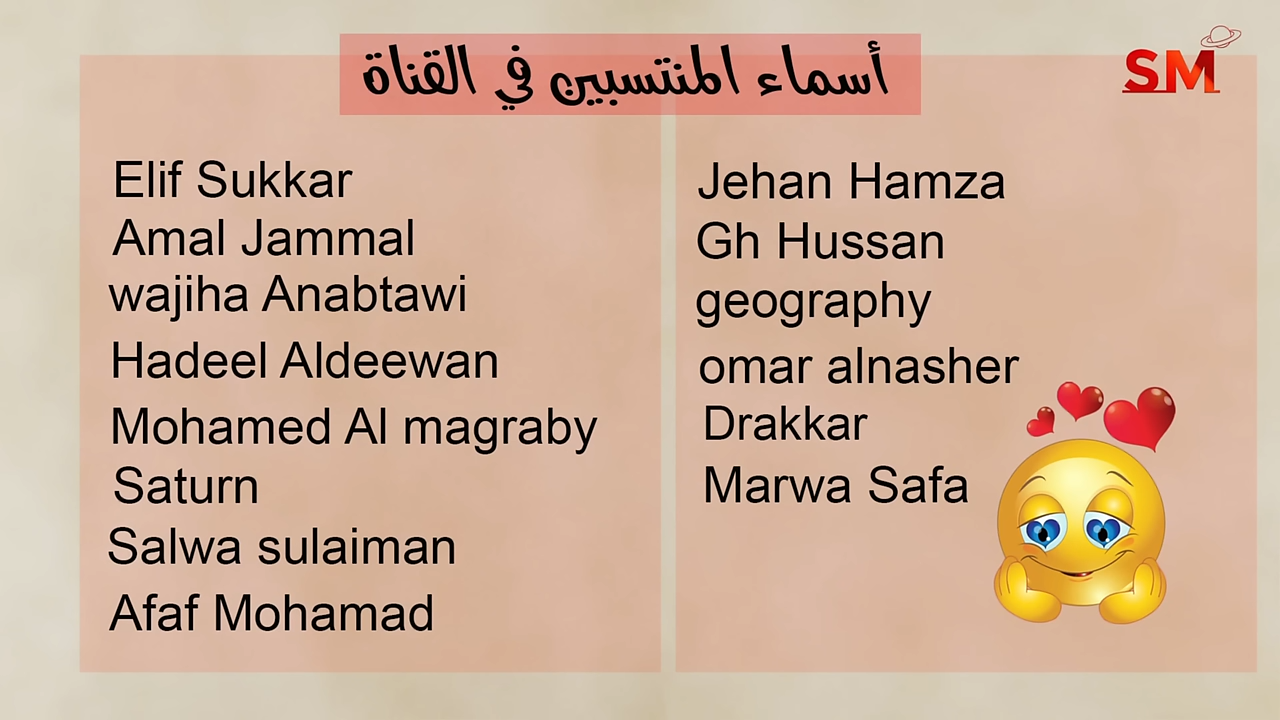 أسماء المنتسبين في القناة
SM
Elif Sukkar
Amal Jammal
wajiha Anabtawi
Hadeel Aldeewan
Mohamed Al magraby
Saturn
Salwa sulaiman
Afaf Mohamad
Jehan Hamza
Gh Hussan
geography
omar alnasher
Drakkar
Marwa Safa